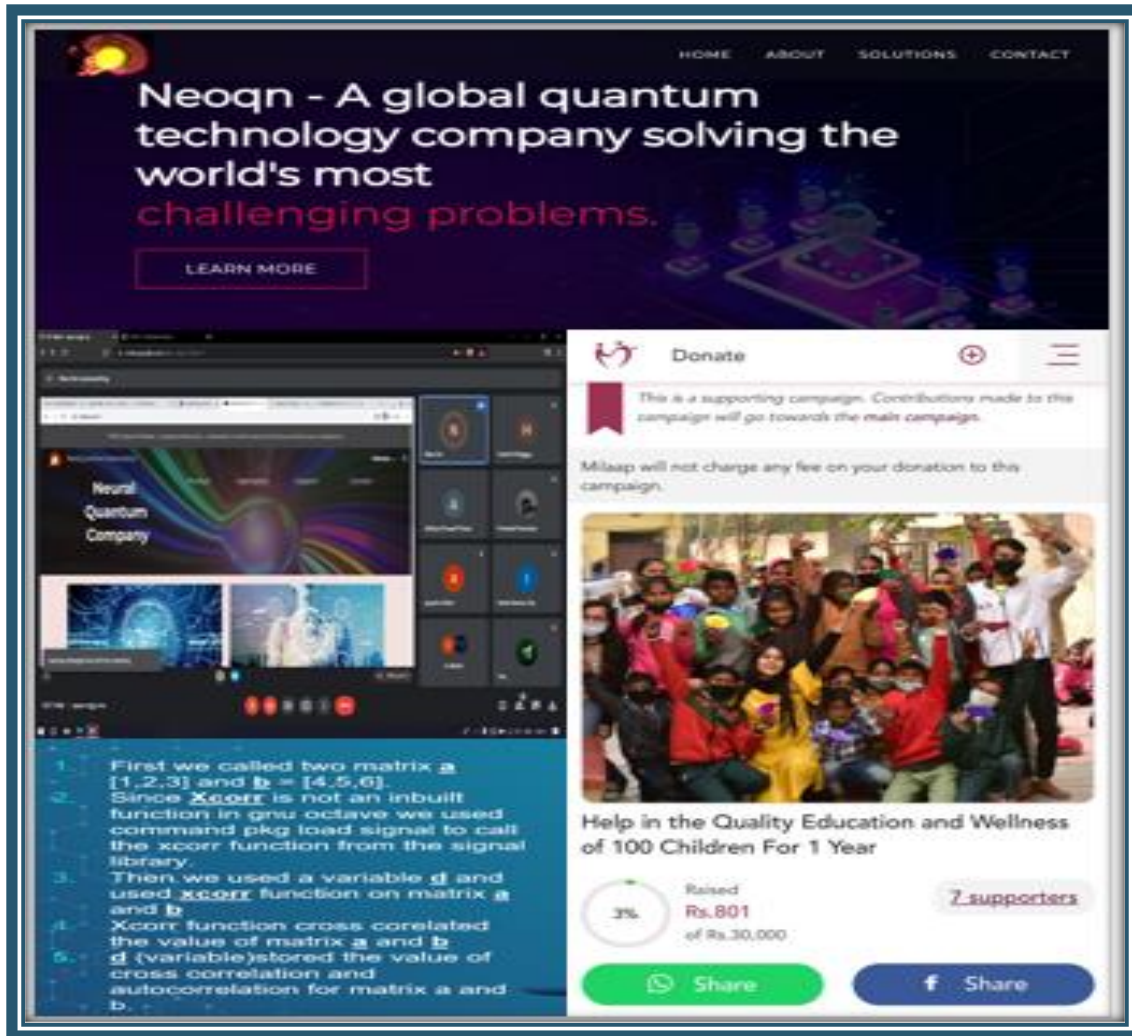 HOME ABOUT SOLUTIONS CONTACT
Neoqn - A global quantum
technology company solving the
world's most
challenging problems.
LEARN MORE
Neural
Quantum
Company
1. First we called two matrix a
[1,2,3] and b = [4,5,6].
2. Since Xcorr is not an inbuilt
function in gnu octave we used
command pkg load signal to call
the xcorr function from the signal
library.
3. Then we used a variable d and
used xcorr function on matrix a
and b
4. Xcorr function cross corelated
the value of matrix a and b
5. d (variable)stored the value of
cross correlation and
autocorrelation for matrix a and
b.
Donate
This is a supporting campaign. Contributions made to this
campaign will go towards the main campaign.
Milaap will not charge any fee on your donation to this
campaign.
Help in the Quality Education and Wellness
of 100 Children For 1 Year
3%
Raised
Rs.801
of Rs.30,000
7 supporters
Share
f Share